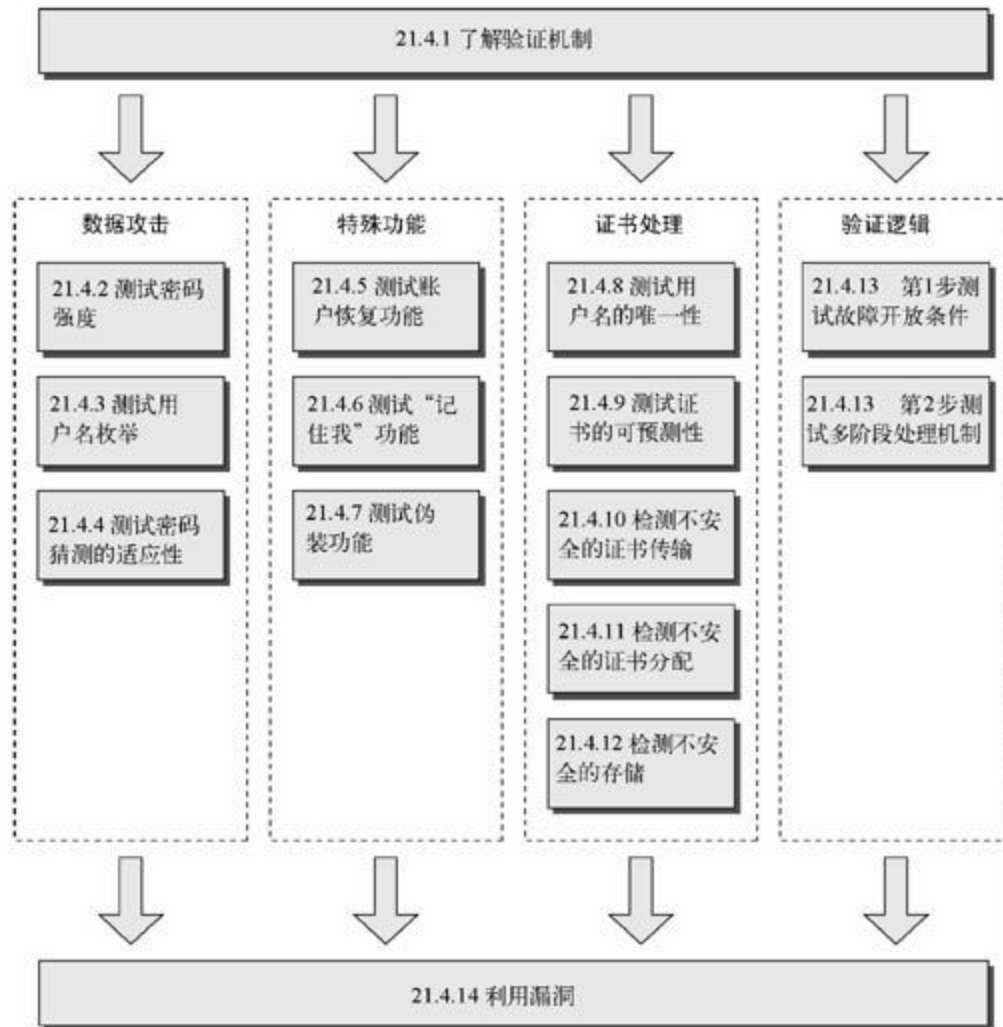 21.4.1 了解验证机制
数据攻击
21.4.2 测试密码
强度
21.4.3 测试用
户名枚举
21.4.4 测试密码
猜测的适应性
特殊功能
21.4.5 测试账
户恢复功能
21.4.6 测试“记
住我”功能
21.4.7 测试伪
装功能
证书处理
21.4.8 测试用
户名的唯一性
21.4.9 测试证
书的可预测性
21.4.10 检测不安
全的证书传输
21.4.11 检测不安
全的证书分配
21.4.12 检测不安
全的存储
验证逻辑
21.4.13 第1步测
试故障开放条件
21.4.13 第2步测
试多阶段处理机制
21.4.14 利用漏洞